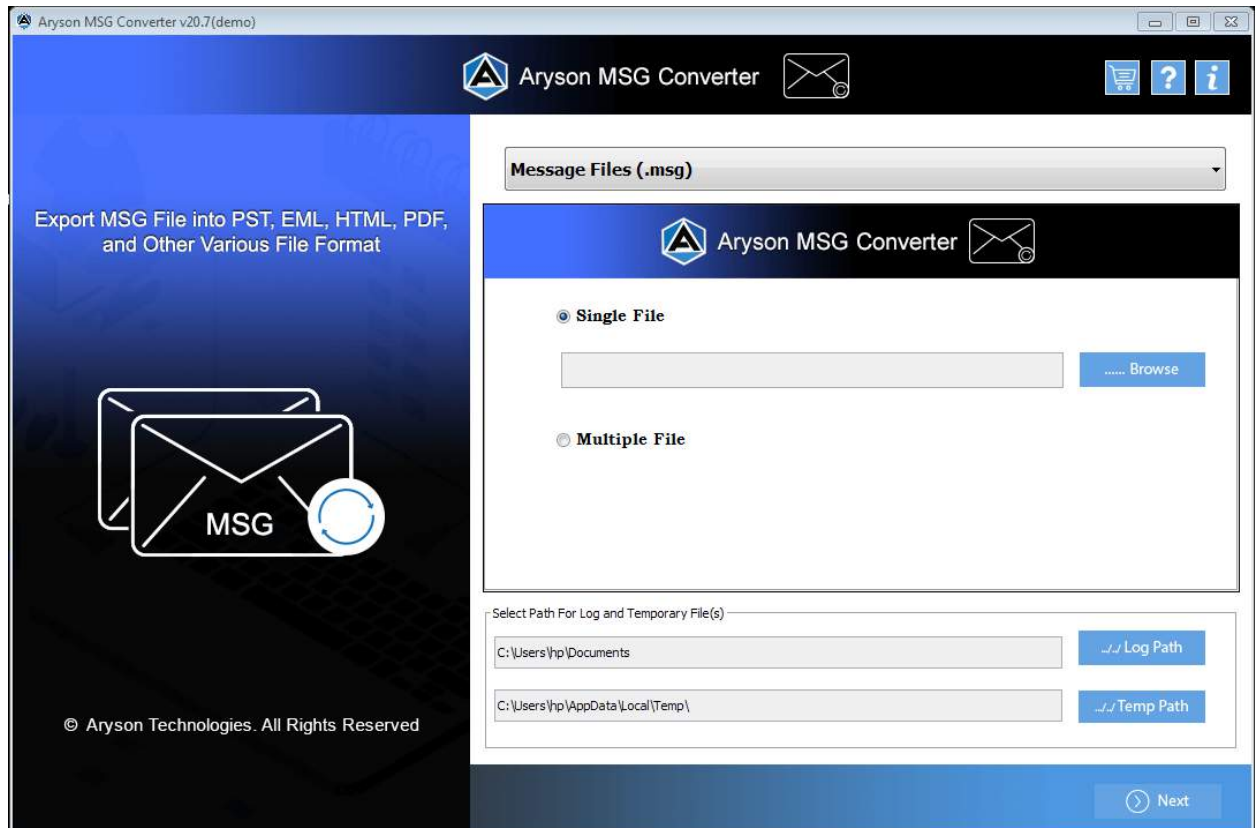 Aryson MSG Converter v20.7(demo)
Aryson MSG Converter
Export MSG File into PST, EML, HTML, PDF,
and Other Various File Format
MSG
© Aryson Technologies. All Rights Reserved
Message Files (.msg)
Aryson MSG Converter
Single File
...... Browse
Multiple File
Select Path For Log and Temporary File(s)
C:\Users\hp\Documents
../../ Log Path
C:\Users\hp\AppData\Local\Temp\
../../ Temp Path
Next